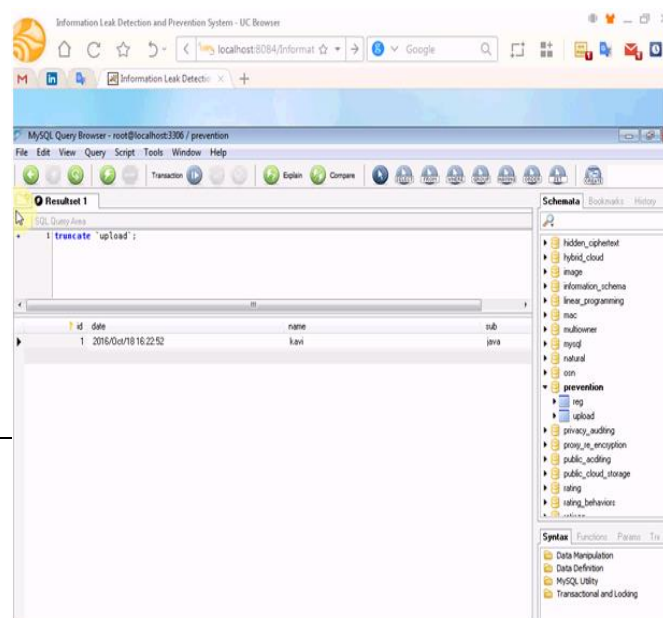 Information Leak Detection and Prevention System - UC Browser
localhost:8084/Informat
Google
Information Leak Detectio
MySQL Query Browser - root@localhost:3306 / prevention
File Edit View Query Script Tools Window Help
Transaction Explain Compare
Resultset 1
SQL Query Area
1 truncate `upload`;
id date name sub
1 2016/Oct/18 16:22:52 kavi java
Schemata Bookmarks History
hidden_ciphertext
hybrid_cloud
image
information_schema
linear_programming
mac
multiowner
mysql
natural
osn
prevention
reg
upload
privacy_auditing
proxy_re_encryption
public_acditing
public_cloud_storage
rating
rating_behaviors
Syntax Functions Params
Data Manipulation
Data Definition
MySQL Utility
Transactional and Locking